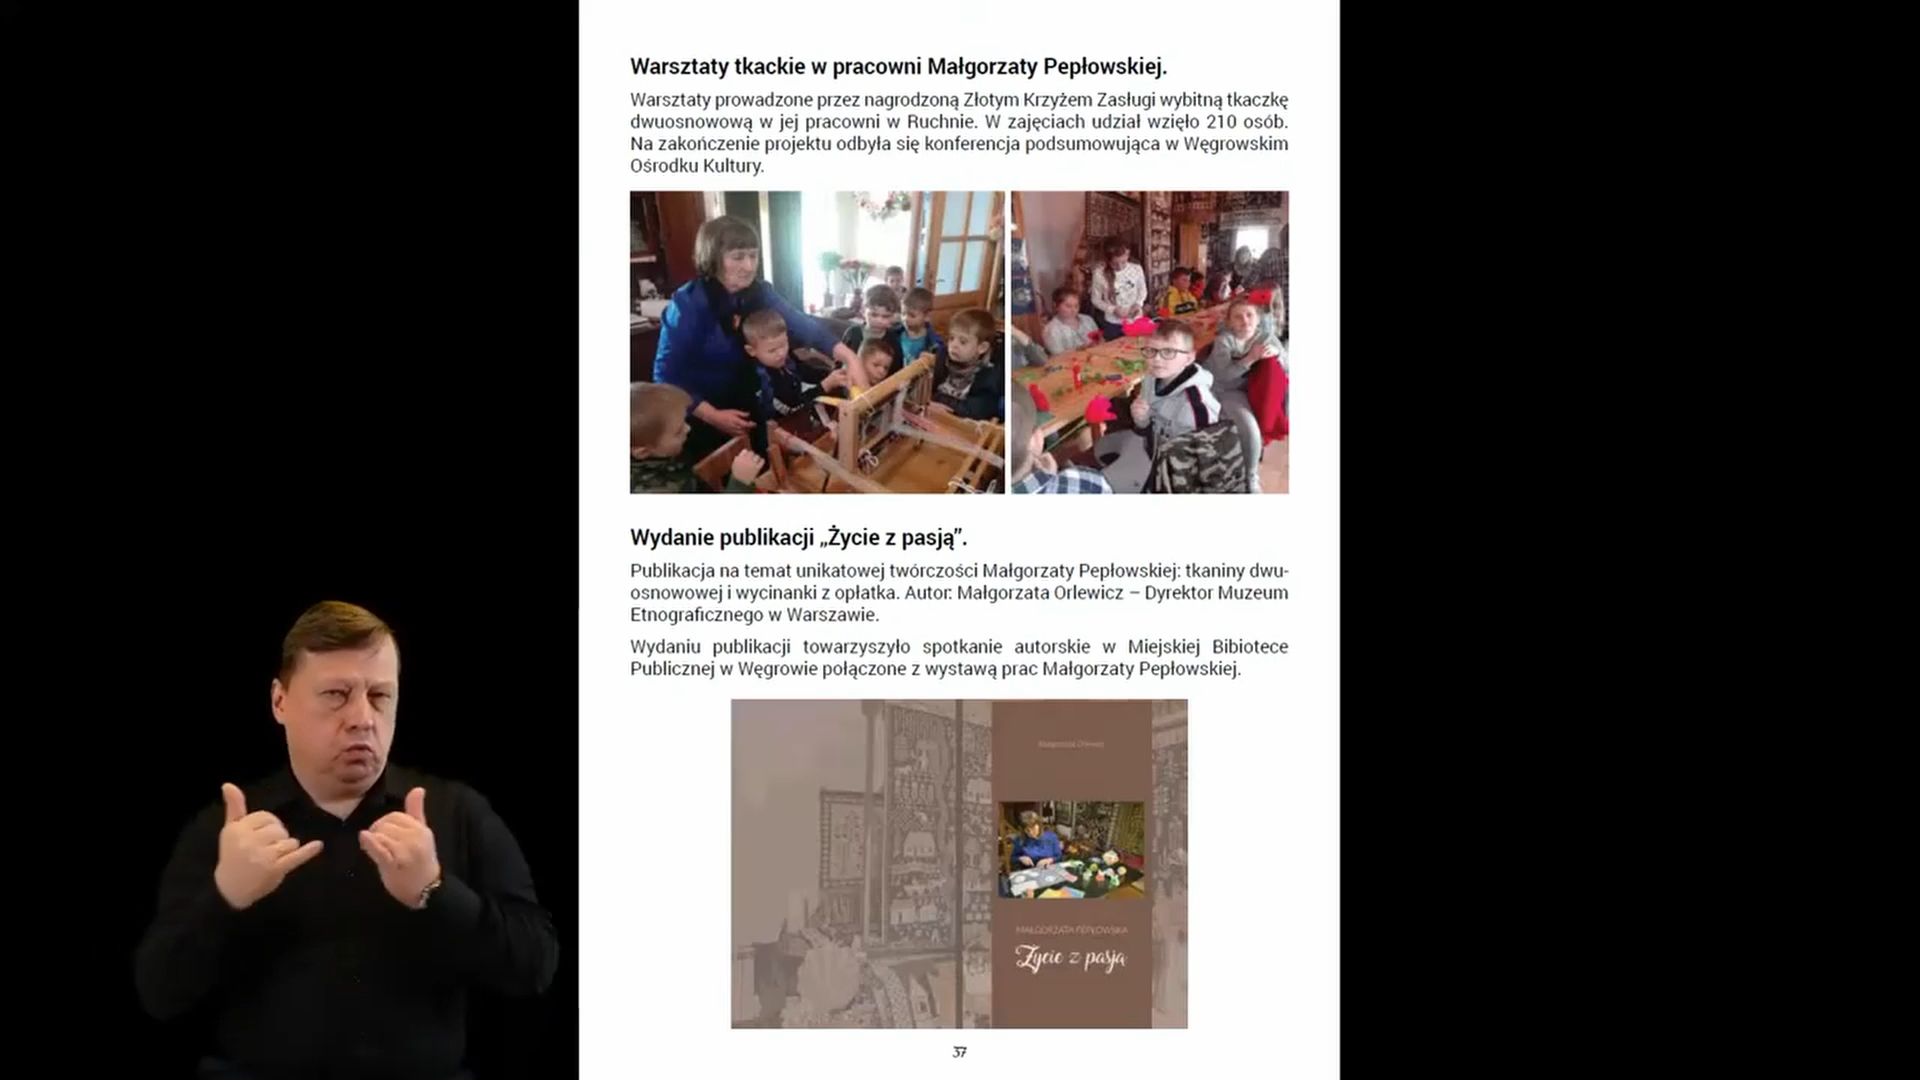 Warsztaty tkackie w pracowni Małgorzaty Pepłowskiej.
Warsztaty prowadzone przez nagrodzoną Złotym Krzyżem Zasługi wybitną tkaczkę
dwuosnowową w jej pracowni w Ruchnie. W zajęciach udział wzięło 210 osób.
Na zakończenie projektu odbyła się konferencja podsumowująca w Węgrowskim
Ośrodku Kultury.
Wydanie publikacji „Życie z pasją”.
Publikacja na temat unikatowej twórczości Małgorzaty Pepłowskiej: tkaniny dwu-
osnowowej i wycinanki z opłatka. Autor: Małgorzata Orlewicz – Dyrektor Muzeum
Etnograficznego w Warszawie.
Wydaniu publikacji towarzyszyło spotkanie autorskie w Miejskiej Bibiotece
Publicznej w Węgrowie połączone z wystawą prac Małgorzaty Pepłowskiej.
Małgorzata Orlewicz
MAŁGORZATA PEPŁOWSKA
Życie z pasją
37